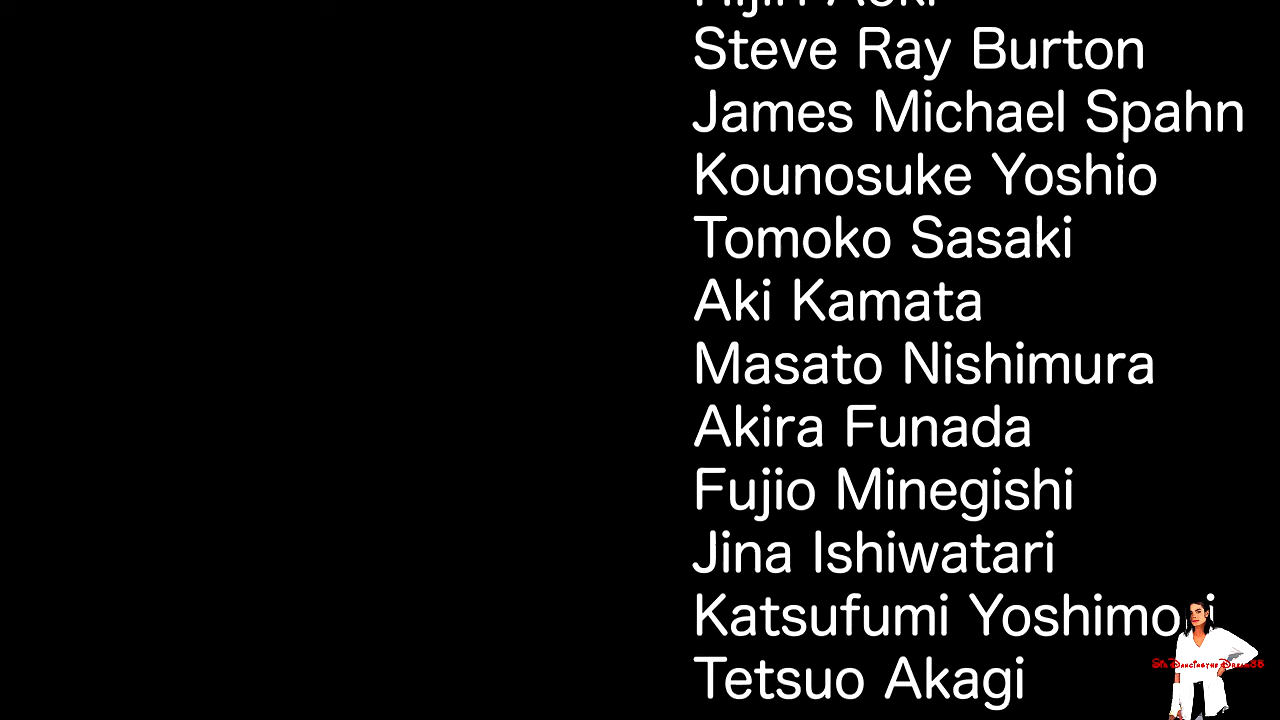 Steve Ray Burton
James Michael Spahn
Kounosuke Yoshio
Tomoko Sasaki
Aki Kamata
Masato Nishimura
Akira Funada
Fujio Minegishi
Jina Ishiwatari
Katsufumi
Tetsuo Akagi